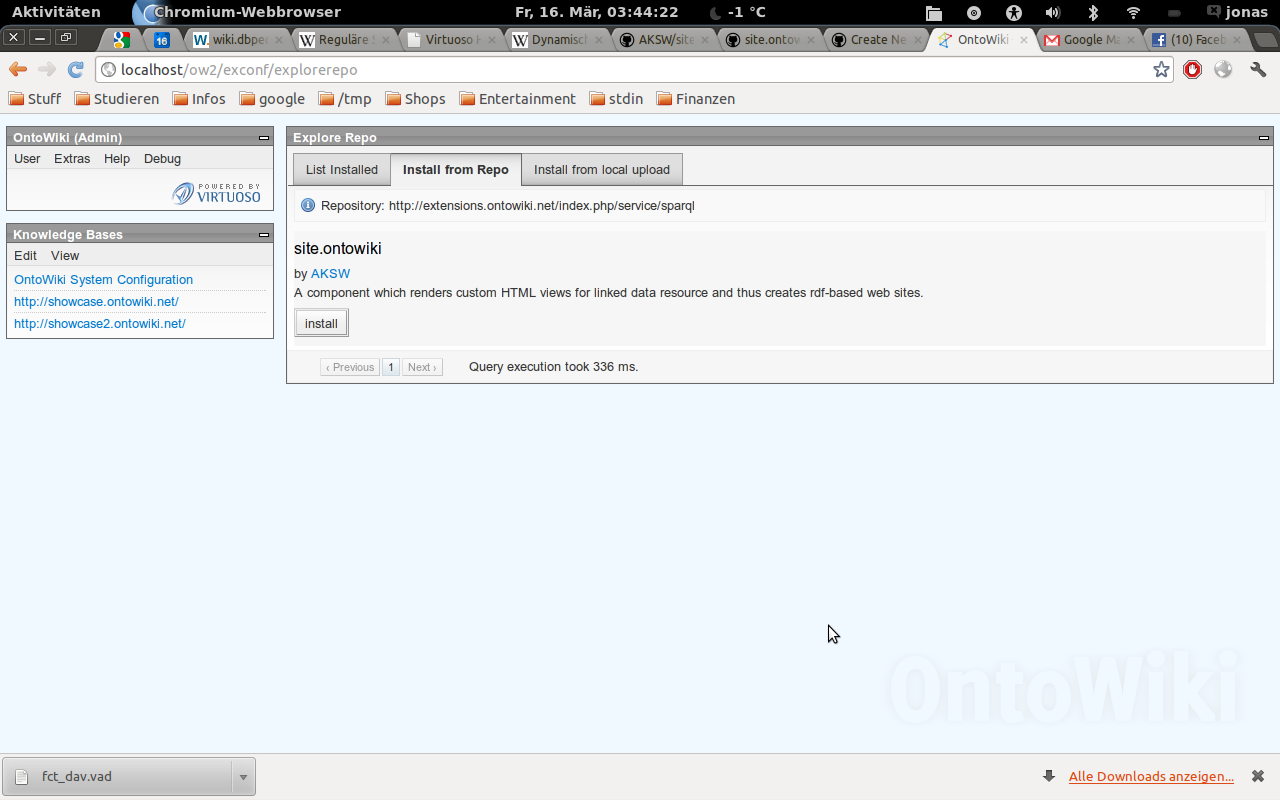 Aktivitäten Chromium-Webbrowser Fr, 16. Mär, 03:44:22 -1 °C jonas
16 wiki.dbpe Reguläre Virtuoso Dynamisch AKSW/site site.ontow Create Ne OntoWiki Google Ma (10) Faceb
localhost/ow2/exconf/explorerepo
Stuff Studieren Infos google /tmp Shops Entertainment stdin Finanzen
OntoWiki (Admin)
User Extras Help Debug
POWERED BY
VIRTUOSO
Knowledge Bases
Edit View
OntoWiki System Configuration
http://showcase.ontowiki.net/
http://showcase2.ontowiki.net/
Explore Repo
List Installed Install from Repo Install from local upload
Repository: http://extensions.ontowiki.net/index.php/service/sparql
site.ontowiki
by AKSW
A component which renders custom HTML views for linked data resource and thus creates rdf-based web sites.
install
‹ Previous 1 Next › Query execution took 336 ms.
OntoWiki
fct_dav.vad Alle Downloads anzeigen...